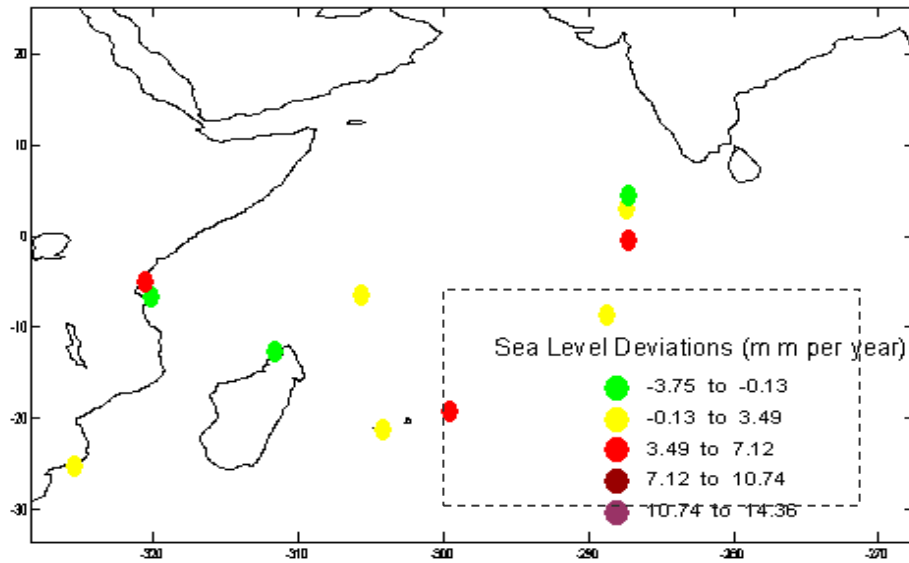 20
10
0
-10
-20
-30
Sea Level Deviations (mm per year)
-3.75 to -0.13
-0.13 to 3.49
3.49 to 7.12
7.12 to 10.74
10.74 to 14.36
-320
-310
-300
-290
-280
-270